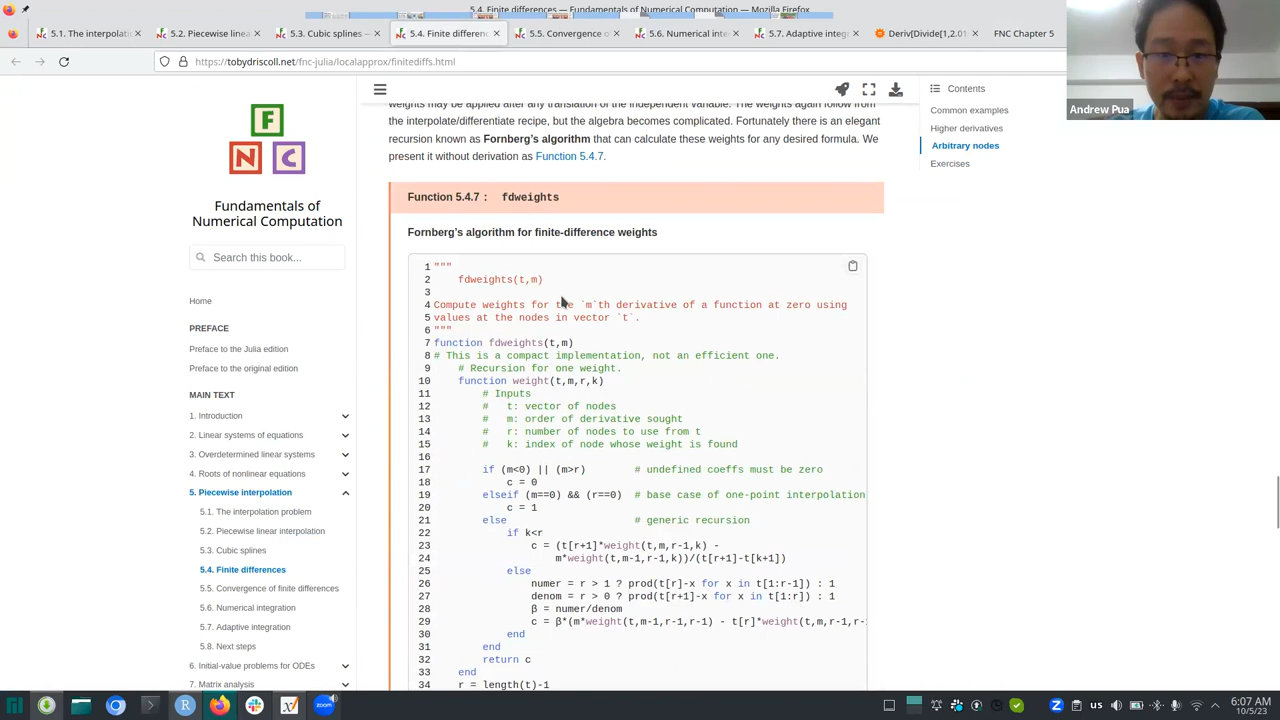 5.4. Finite differences — Fundamentals of Numerical Computation — Mozilla Firefox
5.1. The interpolati
5.2. Piecewise linea
5.3. Cubic splines —
5.4. Finite differenc
5.5. Convergence o
5.6. Numerical inte
5.7. Adaptive integ
Deriv[Divide[1,2.01
FNC Chapter 5
https://tobydriscoll.net/fnc-julia/localapprox/finitediffs.html
Andrew Pua
F
N C
Fundamentals of
Numerical Computation
Search this book...
Home
PREFACE
Preface to the Julia edition
Preface to the original edition
MAIN TEXT
1. Introduction
2. Linear systems of equations
3. Overdetermined linear systems
4. Roots of nonlinear equations
5. Piecewise interpolation
5.1. The interpolation problem
5.2. Piecewise linear interpolation
5.3. Cubic splines
5.4. Finite differences
5.5. Convergence of finite differences
5.6. Numerical integration
5.7. Adaptive integration
5.8. Next steps
6. Initial-value problems for ODEs
7. Matrix analysis
weights may be applied after any translation of the independent variable. The weights again follow from
the interpolate/differentiate recipe, but the algebra becomes complicated. Fortunately there is an elegant
recursion known as Fornberg's algorithm that can calculate these weights for any desired formula. We
present it without derivation as Function 5.4.7.
Function 5.4.7 : fdweights
Fornberg's algorithm for finite-difference weights
1 """
2     fdweights(t,m)
3
4 Compute weights for the `m`th derivative of a function at zero using
5 values at the nodes in vector `t`.
6 """
7 function fdweights(t,m)
8 # This is a compact implementation, not an efficient one.
9     # Recursion for one weight.
10     function weight(t,m,r,k)
11         # Inputs
12         #   t: vector of nodes
13         #   m: order of derivative sought
14         #   r: number of nodes to use from t
15         #   k: index of node whose weight is found
16
17         if (m<0) || (m>r)        # undefined coeffs must be zero
18             c = 0
19         elseif (m==0) && (r==0)  # base case of one-point interpolation
20             c = 1
21         else                     # generic recursion
22             if k<r
23                 c = (t[r+1]*weight(t,m,r-1,k) -
24                     m*weight(t,m-1,r-1,k))/(t[r+1]-t[k+1])
25             else
26                 numer = r > 1 ? prod(t[r]-x for x in t[1:r-1]) : 1
27                 denom = r > 0 ? prod(t[r+1]-x for x in t[1:r]) : 1
28                 β = numer/denom
29                 c = β*(m*weight(t,m-1,r-1,r-1) - t[r]*weight(t,m,r-1,r-
30             end
31         end
32         return c
33     end
34     r = length(t)-1
Contents
Common examples
Higher derivatives
Arbitrary nodes
Exercises
us
6:07 AM
10/5/23